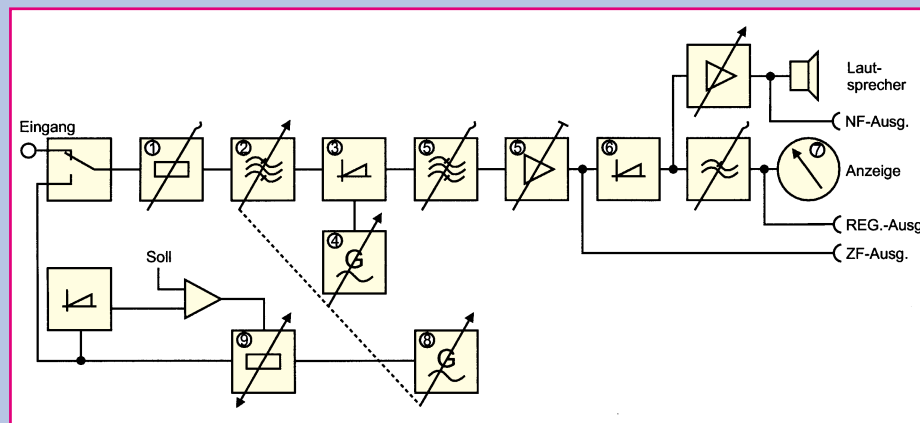 Eingang
①
②
③
⑤
⑤
⑥
Laut-
sprecher
NF-Ausg.
⑦
Anzeige
REG.-Ausg
ZF-Ausg.
④
G
Soll
⑨
⑧
G